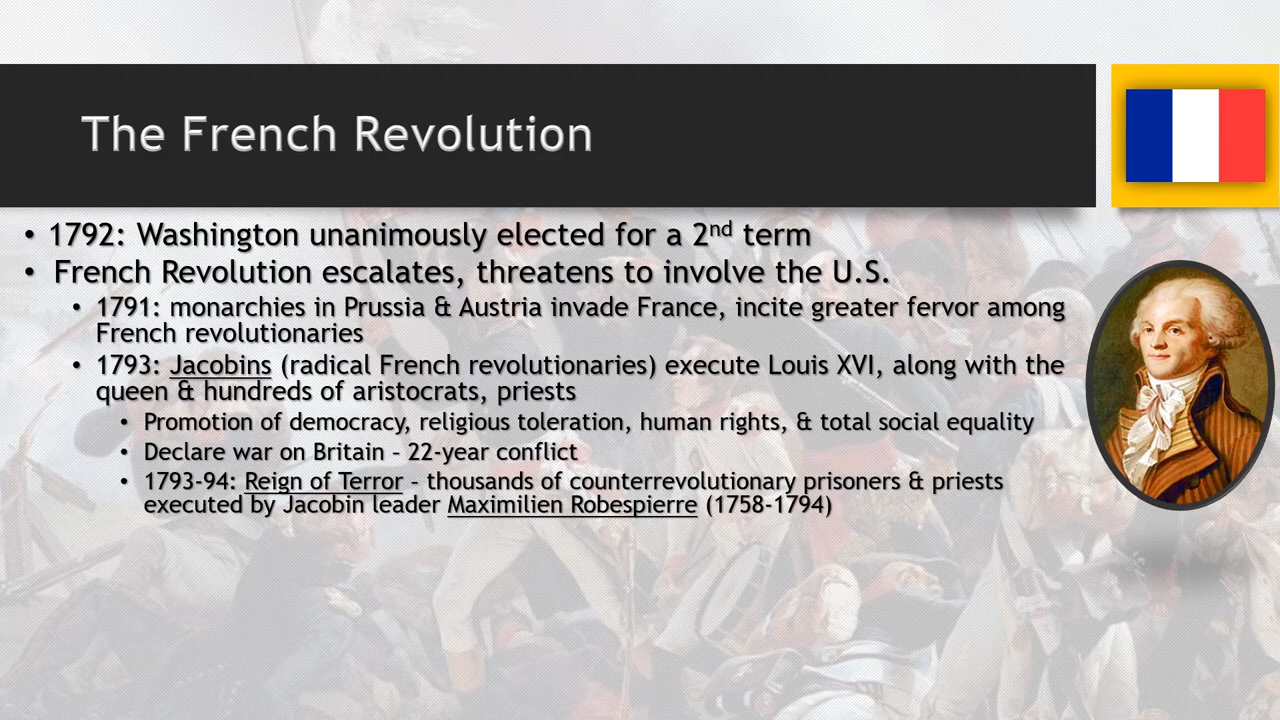 The French Revolution
• 1792: Washington unanimously elected for a 2nd term
• French Revolution escalates, threatens to involve the U.S.
• 1791: monarchies in Prussia & Austria invade France, incite greater fervor among
French revolutionaries
• 1793: Jacobins (radical French revolutionaries) execute Louis XVI, along with the
queen & hundreds of aristocrats, priests
• Promotion of democracy, religious toleration, human rights, & total social equality
• Declare war on Britain – 22-year conflict
• 1793-94: Reign of Terror – thousands of counterrevolutionary prisoners & priests
executed by Jacobin leader Maximilien Robespierre (1758-1794)